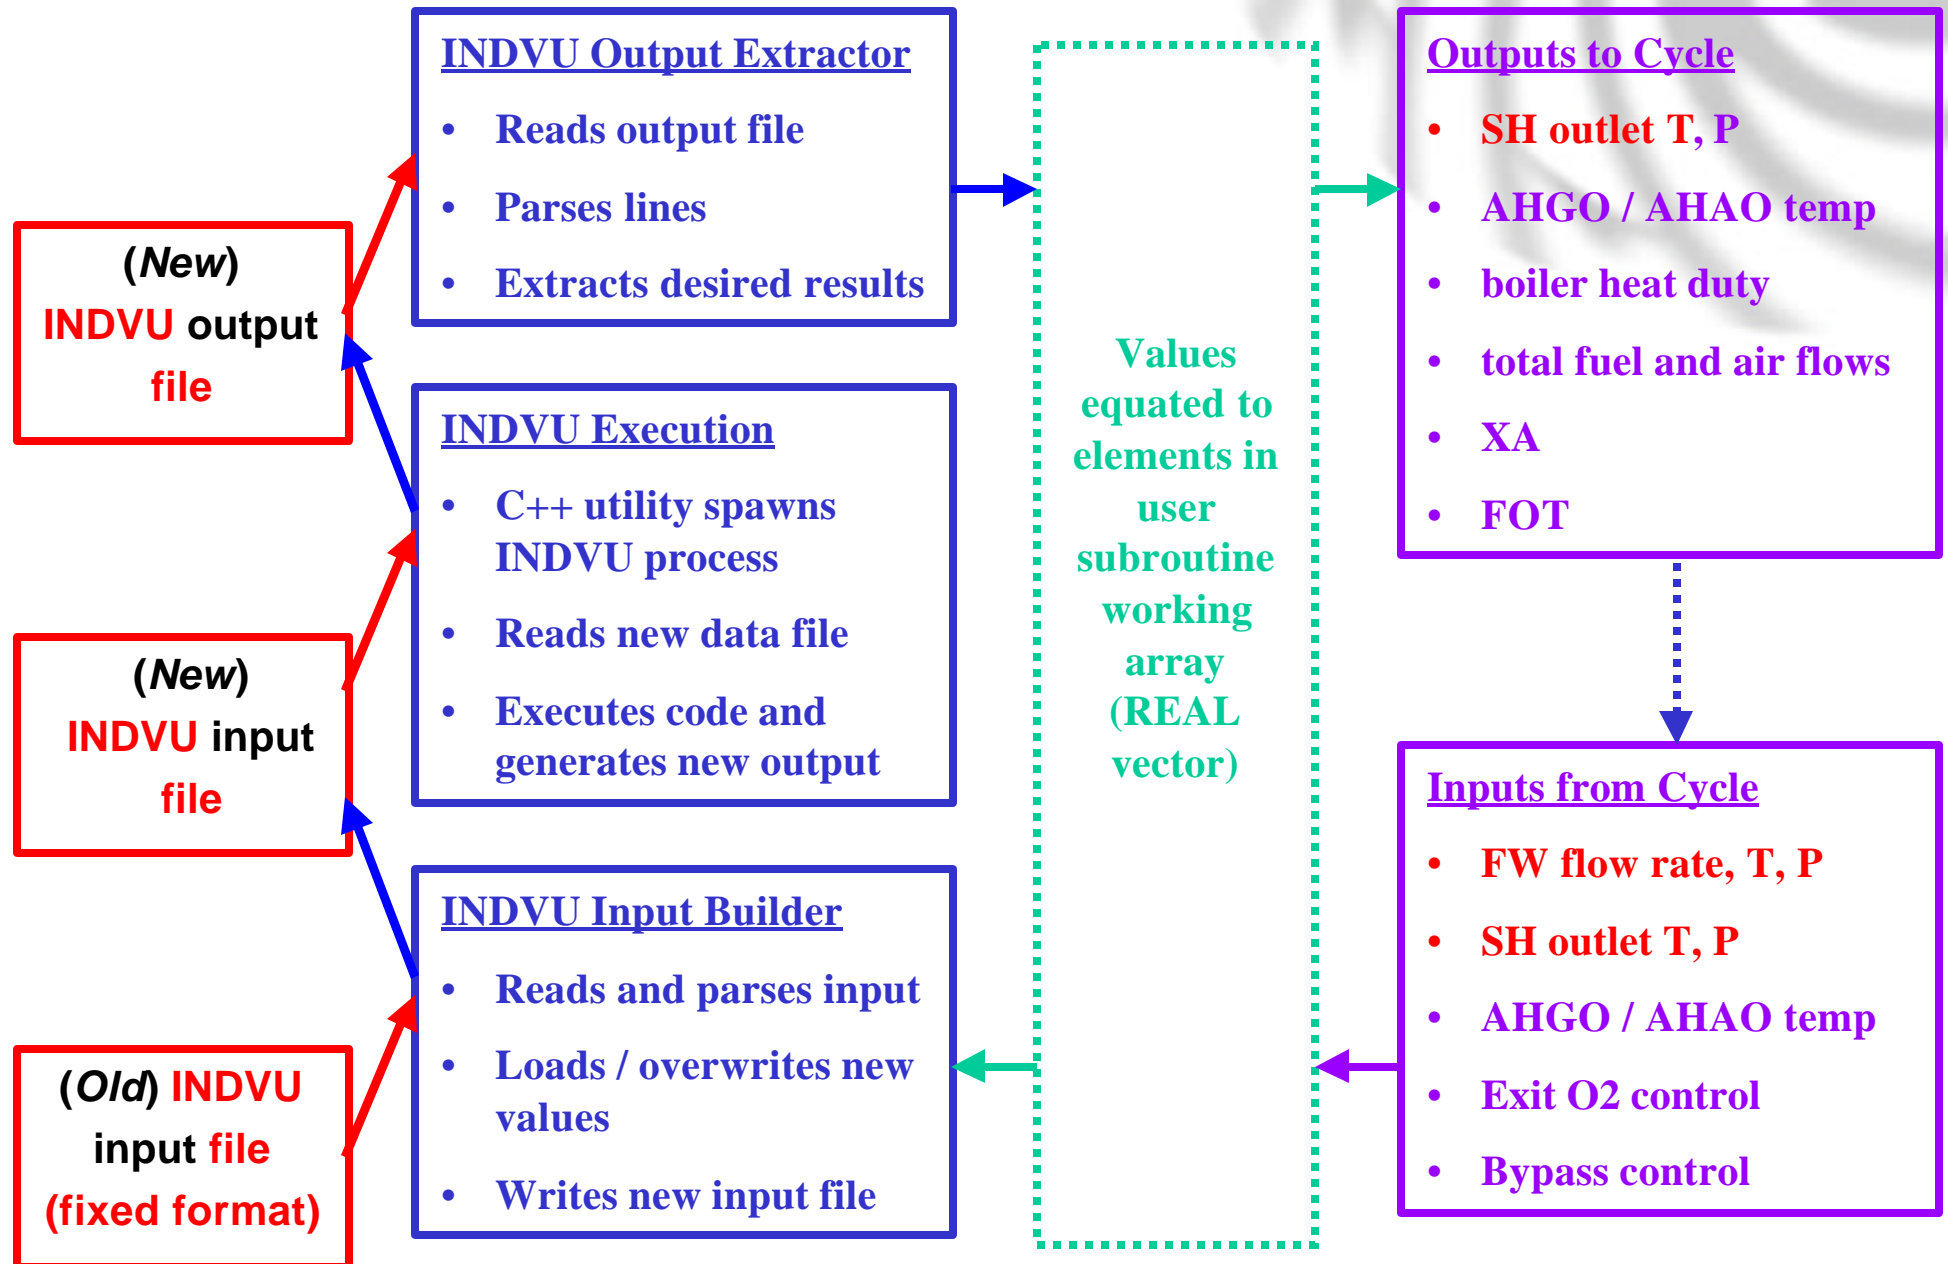 (New)
INDVU output
file
(New)
INDVU input
file
(Old) INDVU
input file
(fixed format)
INDVU Output Extractor
• Reads output file
• Parses lines
• Extracts desired results
INDVU Execution
• C++ utility spawns
INDVU process
• Reads new data file
• Executes code and
generates new output
INDVU Input Builder
• Reads and parses input
• Loads / overwrites new
values
• Writes new input file
Values
equated to
elements in
user
subroutine
working
array
(REAL
vector)
Outputs to Cycle
• SH outlet T, P
• AHGO / AHAO temp
• boiler heat duty
• total fuel and air flows
• XA
• FOT
Inputs from Cycle
• FW flow rate, T, P
• SH outlet T, P
• AHGO / AHAO temp
• Exit O2 control
• Bypass control